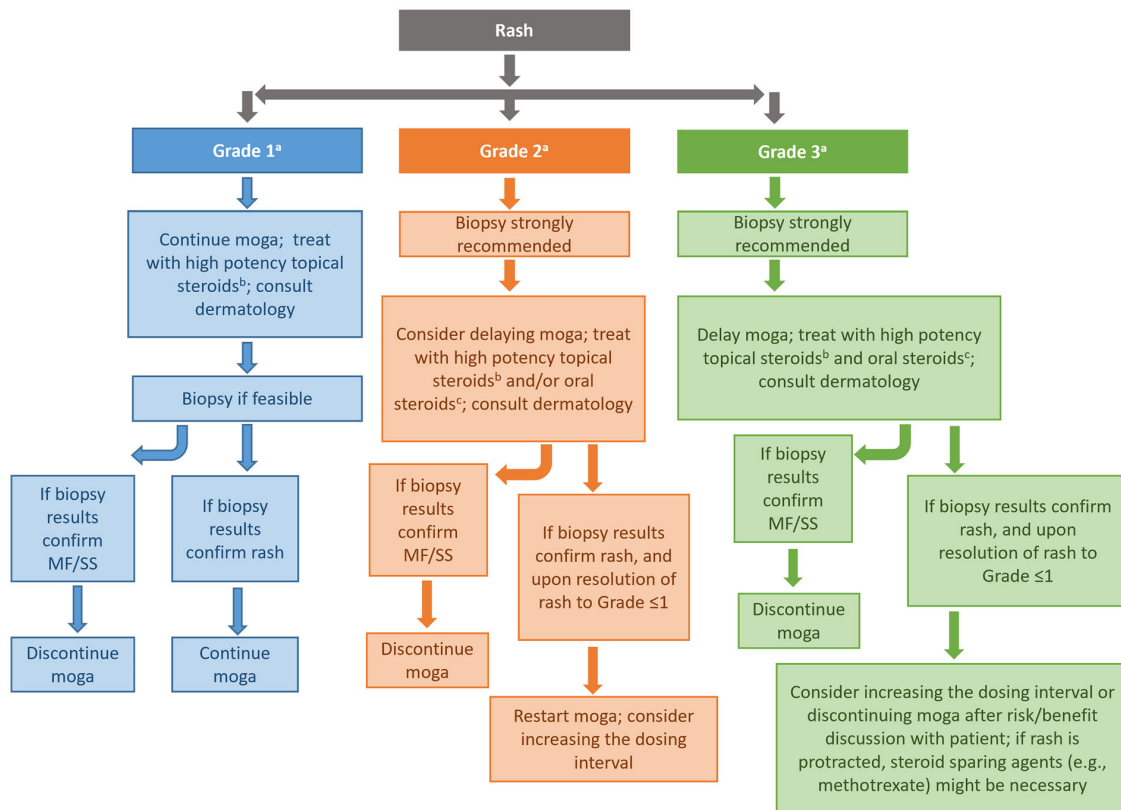 Rash
Grade 1ᵃ
Grade 2ᵃ
Grade 3ᵃ
Continue moga; treat
with high potency topical
steroidsᵇ; consult
dermatology
Biopsy if feasible
If biopsy
results
confirm
MF/SS
If biopsy
results
confirm rash
Discontinue
moga
Continue
moga
Biopsy strongly
recommended
Consider delaying moga; treat
with high potency topical
steroidsᵇ and/or oral
steroidsᶜ; consult dermatology
If biopsy
results
confirm
MF/SS
If biopsy results
confirm rash, and
upon resolution of
rash to Grade ≤1
Discontinue
moga
Restart moga; consider
increasing the dosing
interval
Biopsy strongly
recommended
Delay moga; treat with high potency
topical steroidsᵇ and oral steroidsᶜ;
consult dermatology
If biopsy
results
confirm
MF/SS
If biopsy results confirm
rash, and upon
resolution of rash to
Grade ≤1
Discontinue
moga
Consider increasing the dosing interval or
discontinuing moga after risk/benefit
discussion with patient; if rash is
protracted, steroid sparing agents (e.g.,
methotrexate) might be necessary